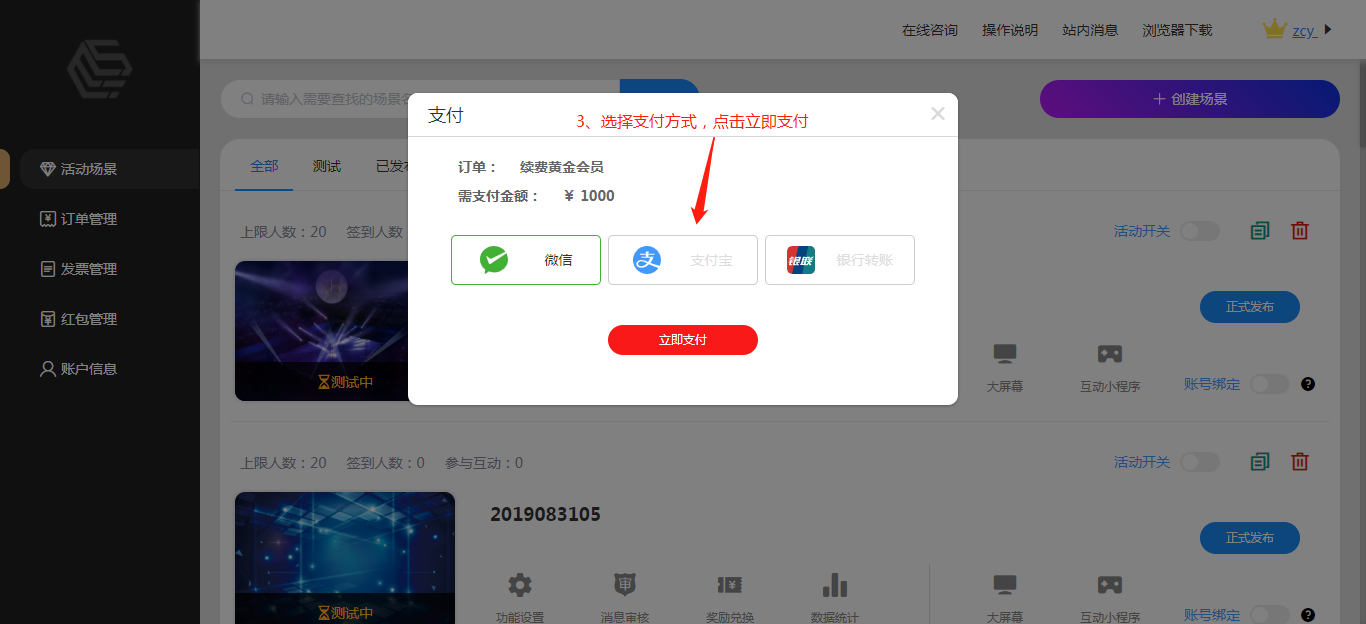 在线咨询 操作说明 站内消息 浏览器下载 zcy
请输入需要查找的场景名
创建场景
活动场景
订单管理
发票管理
红包管理
账户信息
支付
3、选择支付方式，点击立即支付
订单： 续费黄金会员
需支付金额： ¥ 1000
微信 支付宝 银联 银行转账
立即支付
全部 测试 已发布
上限人数：20 签到人数
活动开关
正式发布
测试中
大屏幕 互动小程序 账号绑定 ?
上限人数：20 签到人数：0 参与互动：0
活动开关
2019083105
正式发布
测试中
功能设置 消息审核 奖励兑换 数据统计 大屏幕 互动小程序 账号绑定 ?